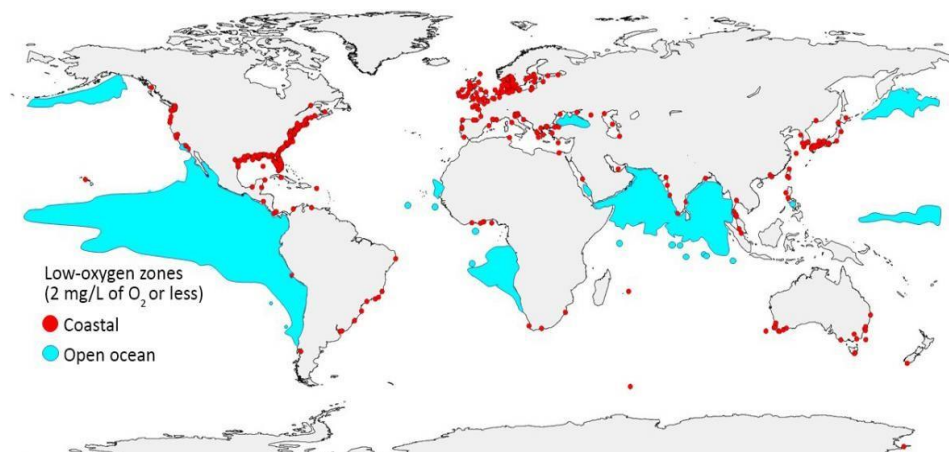 Low-oxygen zones
(2 mg/L of O₂ or less)
Coastal
Open ocean